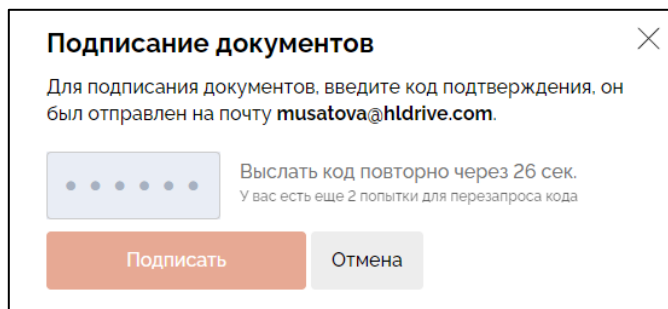 Подписание документов
Для подписания документов, введите код подтверждения, он
был отправлен на почту musatova@hldrive.com.
Выслать код повторно через 26 сек.
У вас есть еще 2 попытки для перезапроса кода
Подписать
Отмена